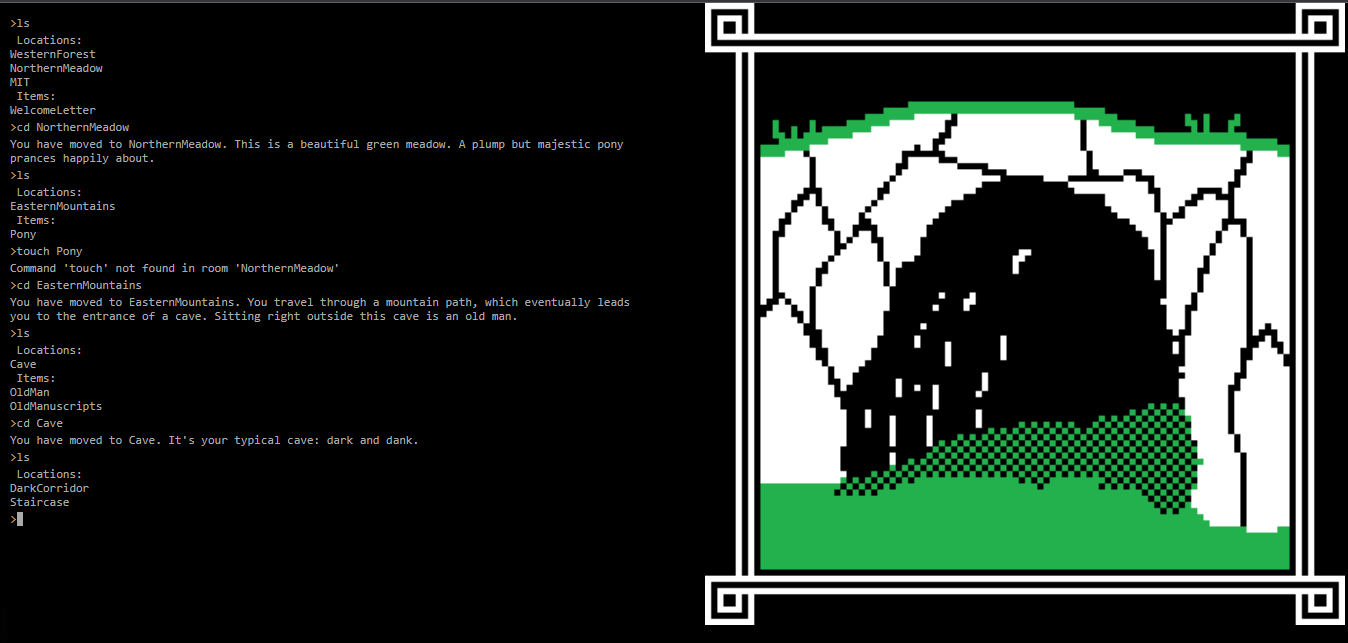 >ls
Locations:
WesternForest
NorthernMeadow
MIT
Items:
WelcomeLetter
>cd NorthernMeadow
You have moved to NorthernMeadow. This is a beautiful green meadow. A plump but majestic pony
prances happily about.
>ls
Locations:
EasternMountains
Items:
Pony
>touch Pony
Command 'touch' not found in room 'NorthernMeadow'
>cd EasternMountains
You have moved to EasternMountains. You travel through a mountain path, which eventually leads
you to the entrance of a cave. Sitting right outside this cave is an old man.
>ls
Locations:
Cave
Items:
OldMan
OldManuscripts
>cd Cave
You have moved to Cave. It's your typical cave: dark and dank.
>ls
Locations:
DarkCorridor
Staircase
>